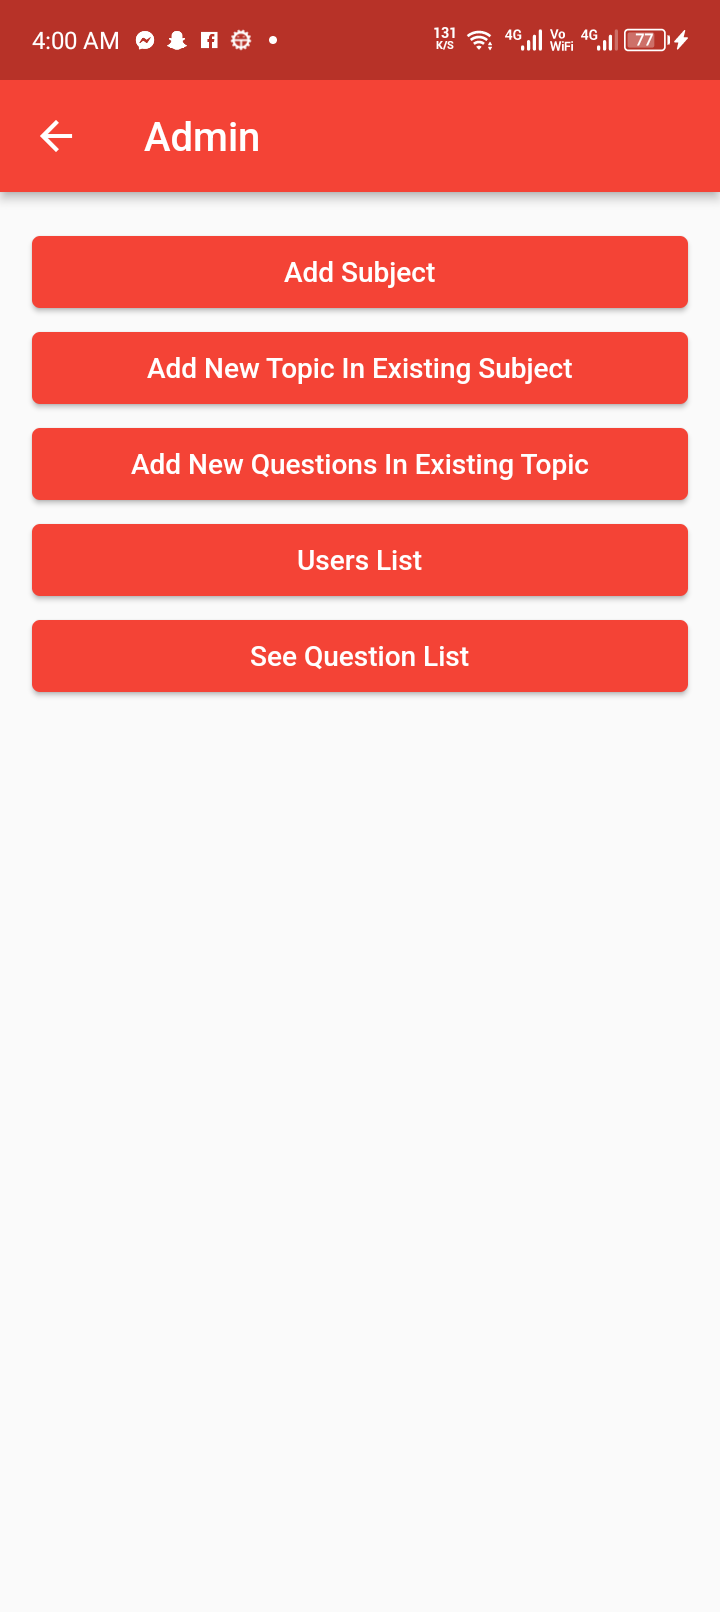 4:00 AM 131 K/S 4G Vo WiFi 4G 77
Admin
Add Subject
Add New Topic In Existing Subject
Add New Questions In Existing Topic
Users List
See Question List